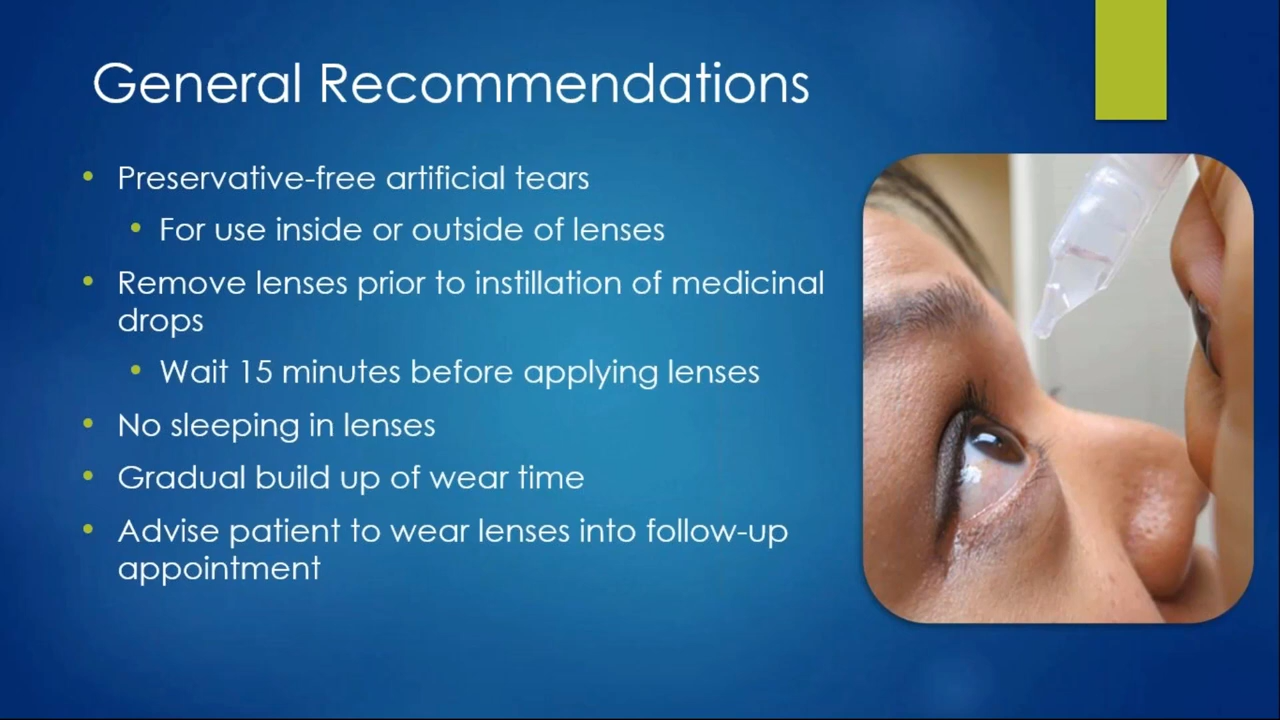 General Recommendations
• Preservative-free artificial tears
• For use inside or outside of lenses
• Remove lenses prior to instillation of medicinal
drops
• Wait 15 minutes before applying lenses
• No sleeping in lenses
• Gradual build up of wear time
• Advise patient to wear lenses into follow-up
appointment